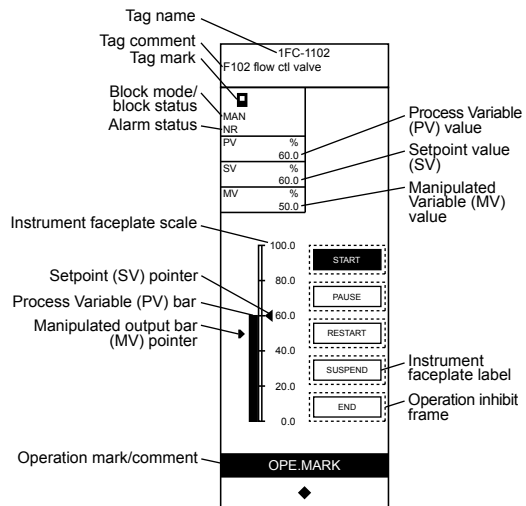 Tag name
1FC-1102
Tag comment
F102 flow ctl valve
Tag mark
Block mode/
block status
MAN
Alarm status
NR
PV %
60.0
Process Variable
(PV) value
SV %
60.0
Setpoint value
(SV)
MV %
50.0
Manipulated
Variable (MV)
value
Instrument faceplate scale
100.0
80.0
60.0
40.0
20.0
0.0
Setpoint (SV) pointer
Process Variable (PV) bar
Manipulated output bar
(MV) pointer
START
PAUSE
RESTART
SUSPEND
END
Instrument
faceplate label
Operation inhibit
frame
Operation mark/comment
OPE.MARK